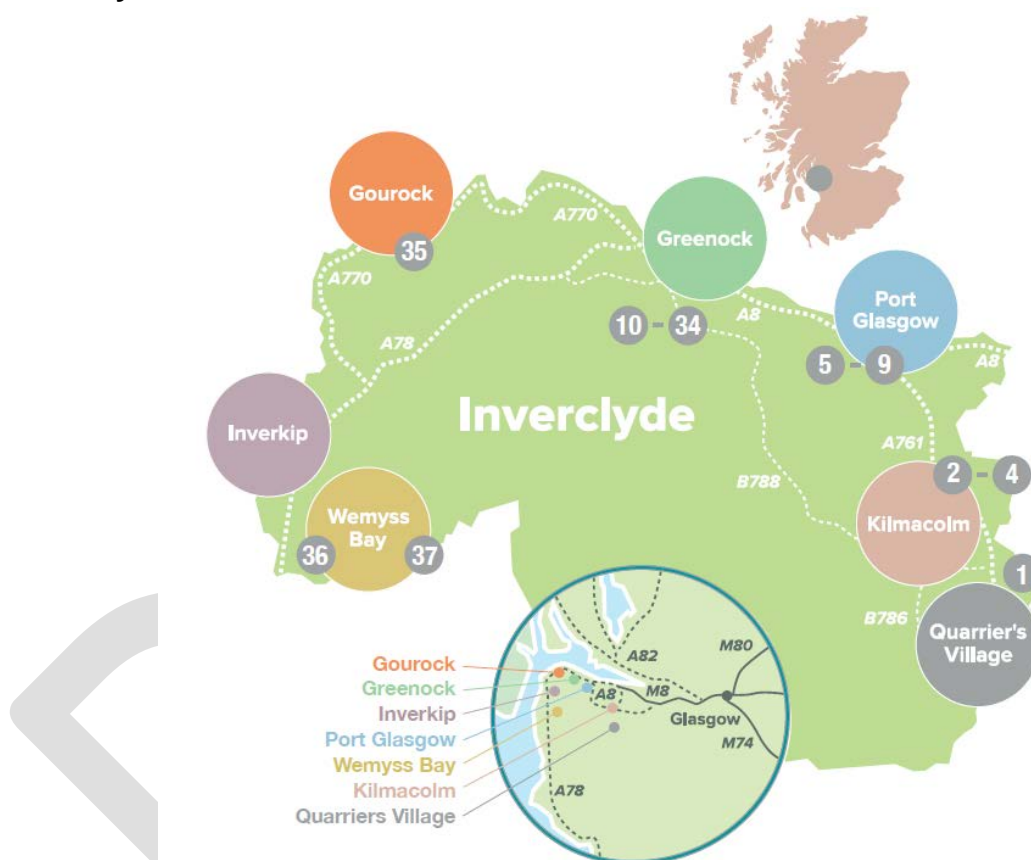 Gourock
35
A770
A770
Greenock
Port
Glasgow
10 - 34
A8
5 - 9
A8
A78
Inverkip
Inverclyde
A761
2 - 4
B788
Kilmacolm
Wemyss
Bay
36
37
1
B786
Quarrier's
Village
Gourock
Greenock
Inverkip
Port Glasgow
Wemyss Bay
Kilmacolm
Quarriers Village
A82
M80
A8
M8
Glasgow
M74
A78